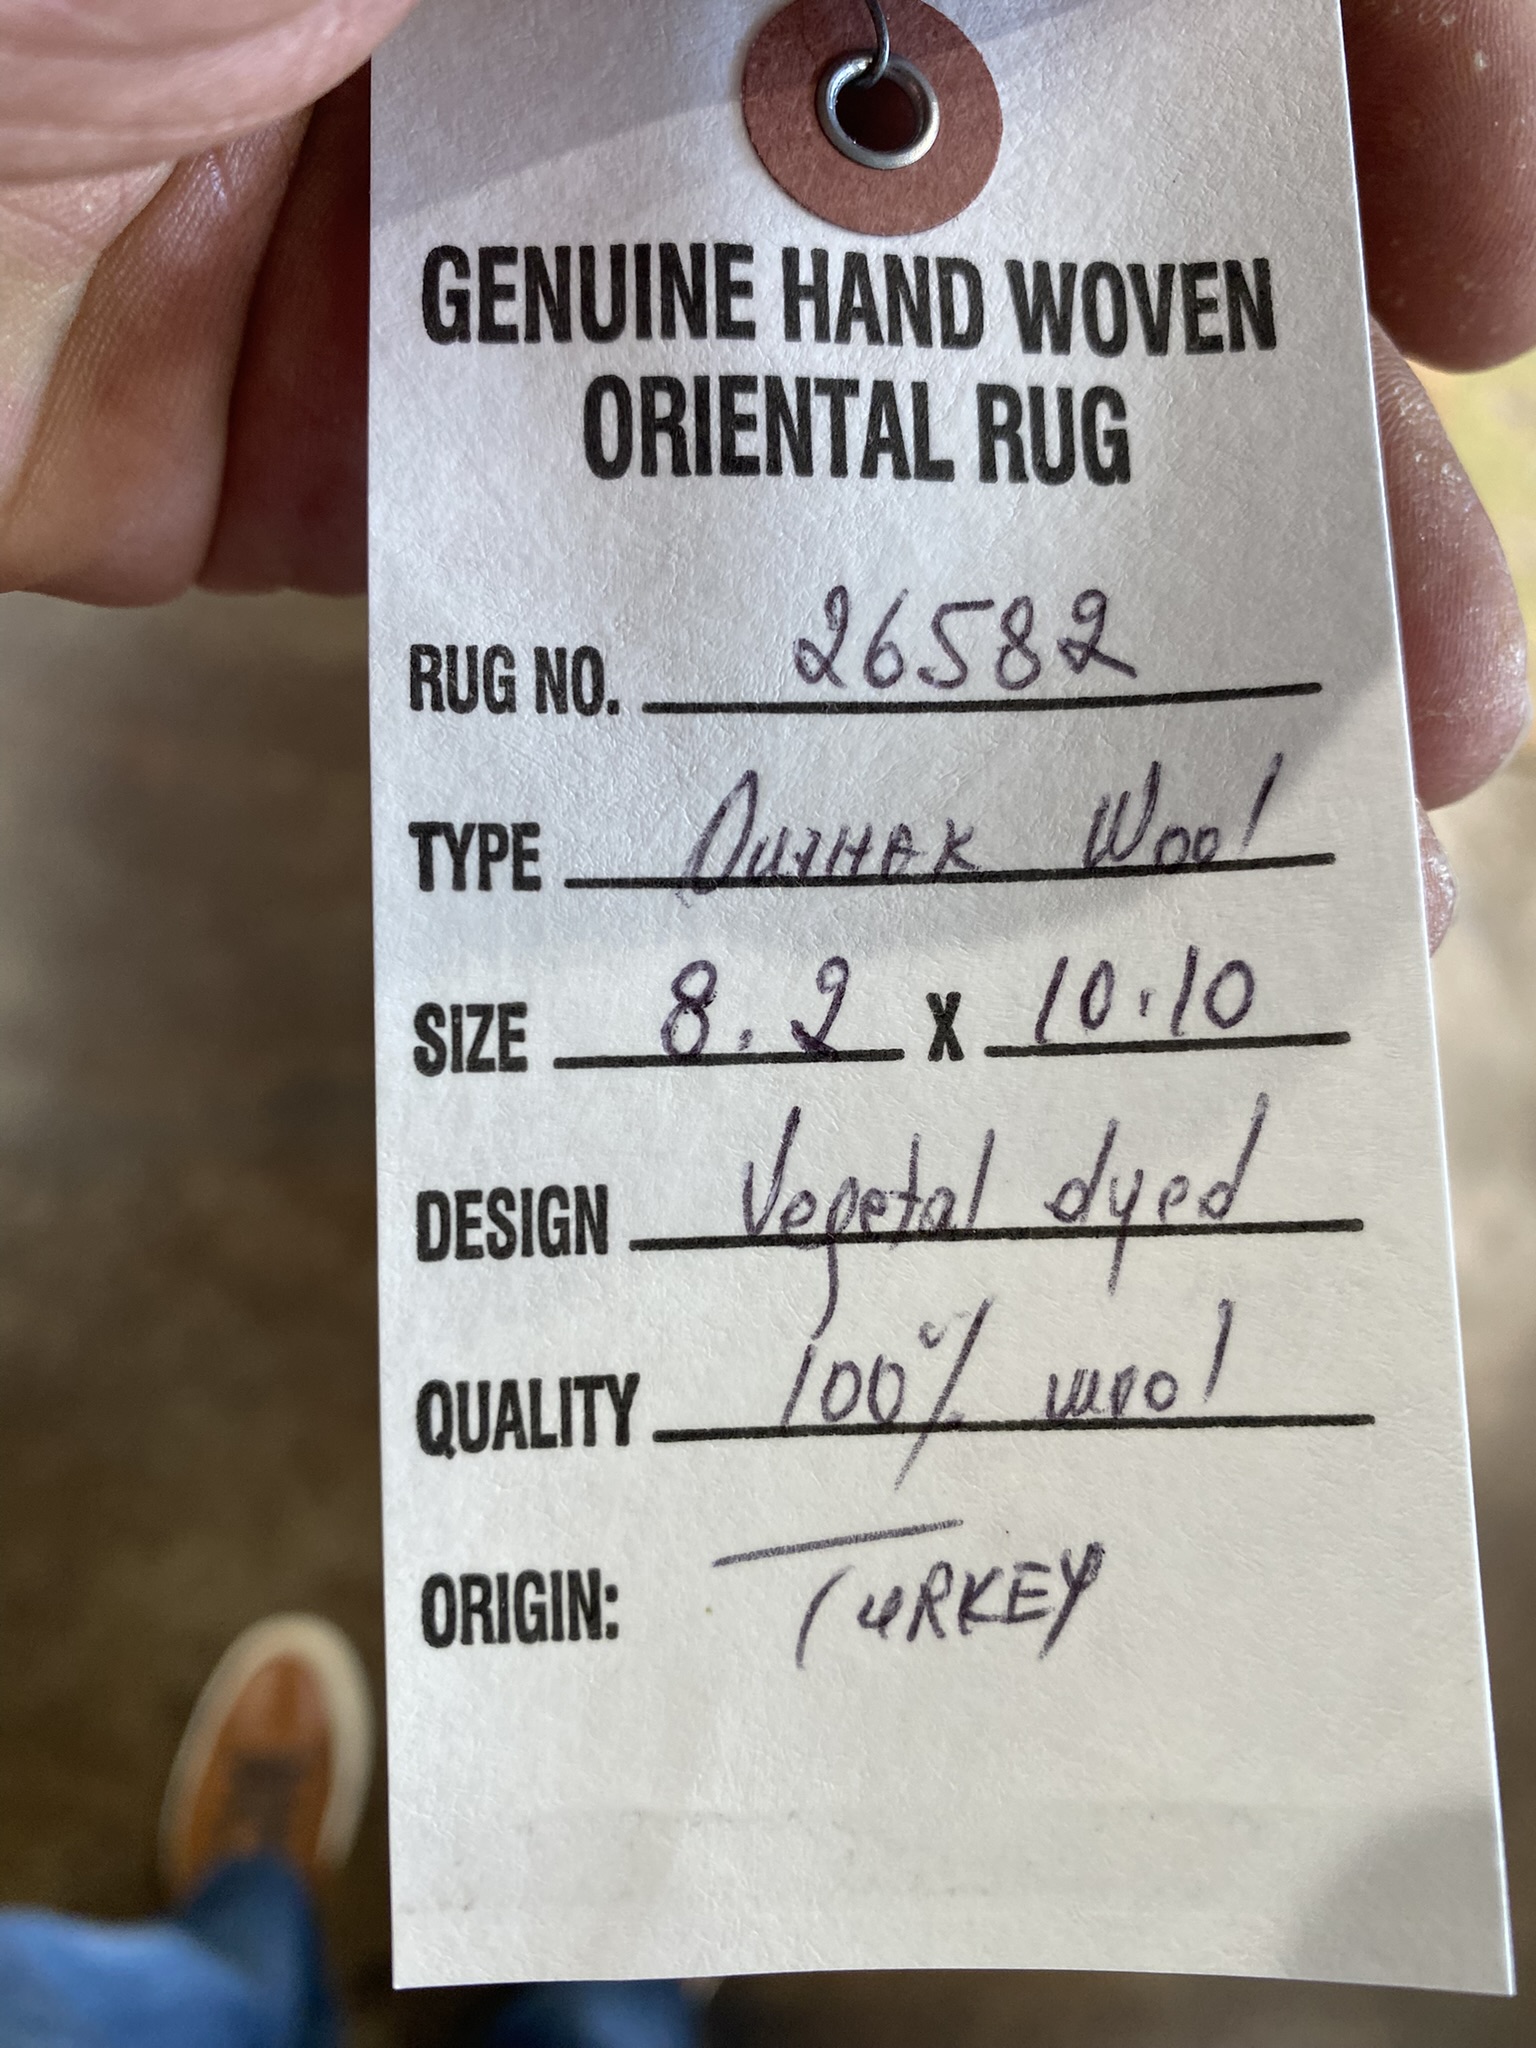 GENUINE HAND WOVEN
ORIENTAL RUG
RUG NO. 26582
TYPE Wool
SIZE 8.2 X 10.10
DESIGN Vegetal dyed
QUALITY 100% wool
ORIGIN: TURKEY